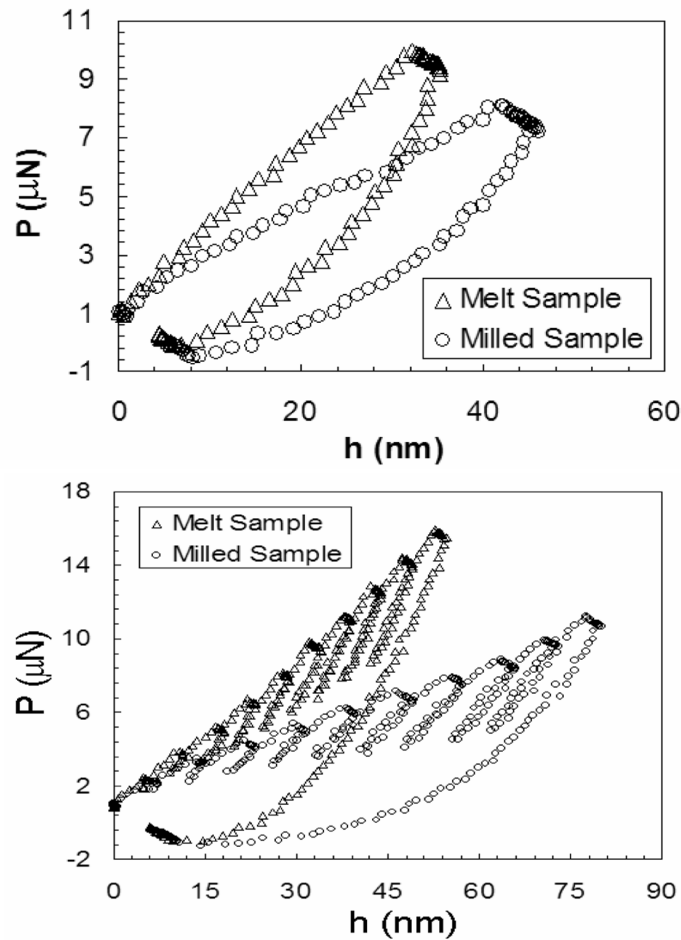 11
9
7
5
3
1
-1
P (μN)
△ Melt Sample
○ Milled Sample
0 20 40 60
h (nm)
18
14
10
6
2
-2
P (μN)
△ Melt Sample
○ Milled Sample
0 15 30 45 60 75 90
h (nm)